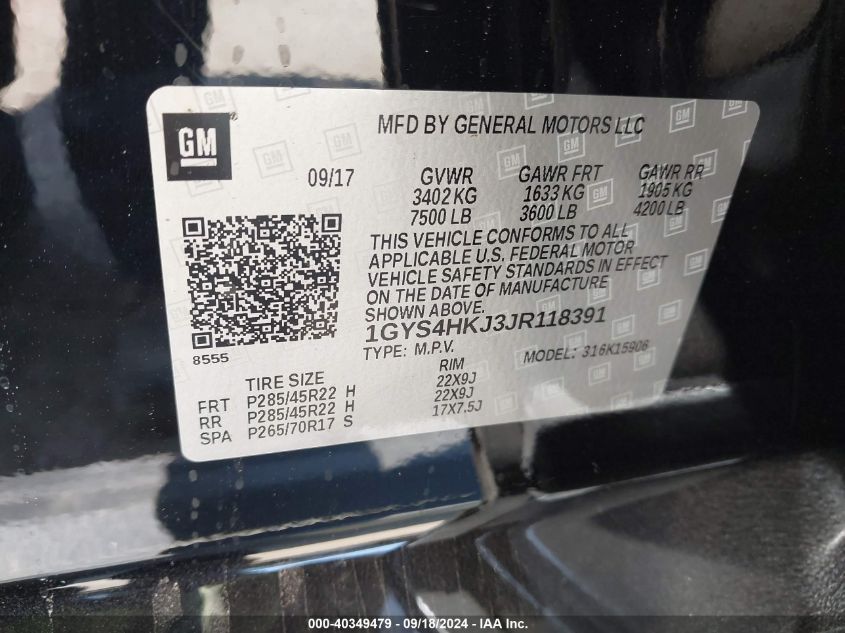 GM
MFD BY GENERAL MOTORS LLC
09/17 GVWR GAWR FRT GAWR RR
3402 KG 1633 KG 1905 KG
7500 LB 3600 LB 4200 LB
THIS VEHICLE CONFORMS TO ALL
APPLICABLE U.S. FEDERAL MOTOR
VEHICLE SAFETY STANDARDS IN EFFECT
ON THE DATE OF MANUFACTURE
SHOWN ABOVE.
8555
1GYS4HKJ3JR118391
TYPE: M.P.V. MODEL: 316K15906
TIRE SIZE RIM
FRT P285/45R22 H 22X9J
RR P285/45R22 H 22X9J
SPA P265/70R17 S 17X7.5J
000-40349479 - 09/18/2024 - IAA Inc.